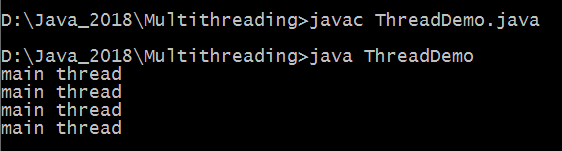 D:\Java_2018\Multithreading>javac ThreadDemo.java
D:\Java_2018\Multithreading>java ThreadDemo
main thread
main thread
main thread
main thread